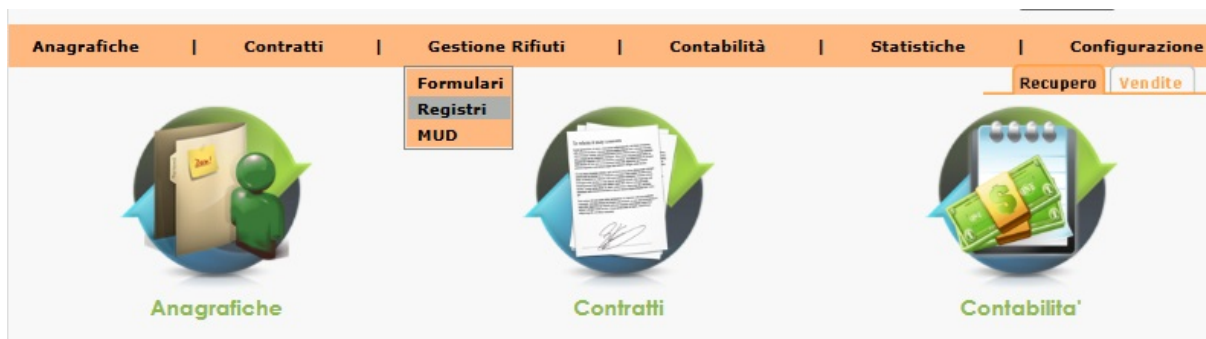 Anagrafiche | Contratti | Gestione Rifiuti | Contabilità | Statistiche | Configurazione
Formulari
Registri
MUD
Recupero Vendite
Anagrafiche
Contratti
Contabilita'